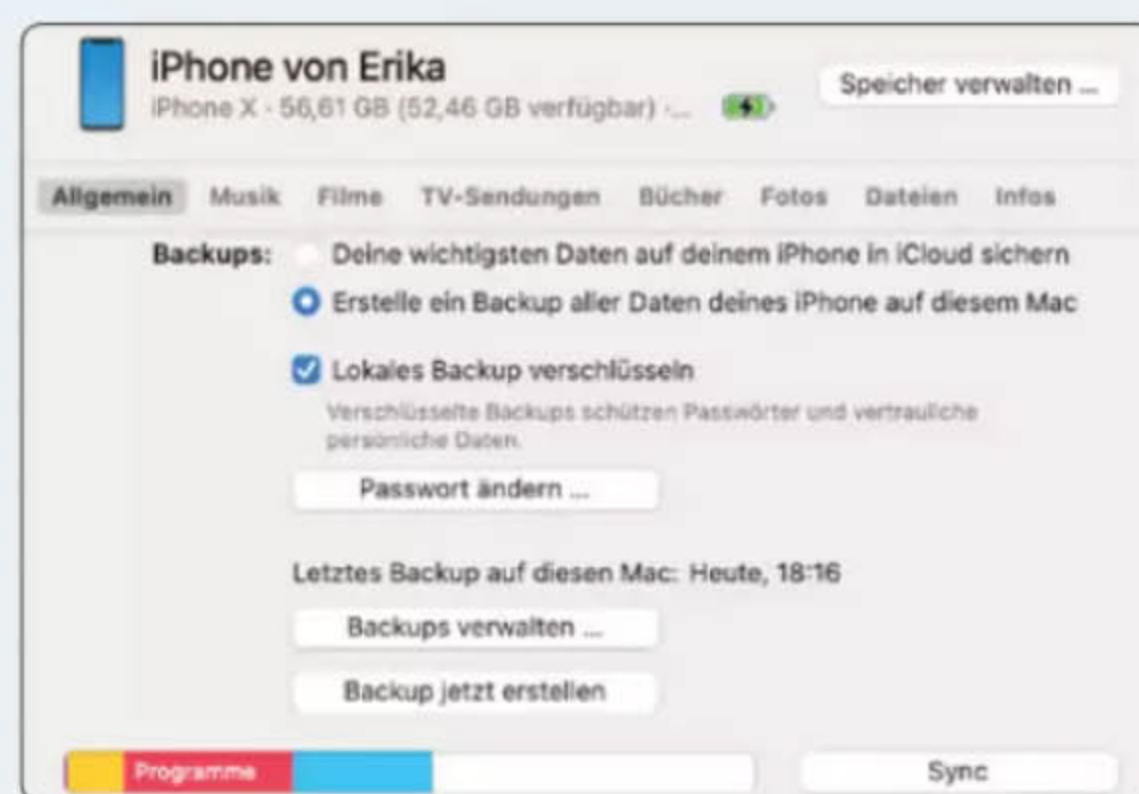 iPhone von Erika
iPhone X - 56,61 GB (52,46 GB verfügbar) -...
Speicher verwalten ...
Allgemein Musik Filme TV-Sendungen Bücher Fotos Dateien Infos
Backups: Deine wichtigsten Daten auf deinem iPhone in iCloud sichern
Erstelle ein Backup aller Daten deines iPhone auf diesem Mac
Lokales Backup verschlüsseln
Verschlüsselte Backups schützen Passwörter und vertrauliche
persönliche Daten.
Passwort ändern ...
Letztes Backup auf diesen Mac: Heute, 18:16
Backups verwalten ...
Backup jetzt erstellen
Programme
Sync